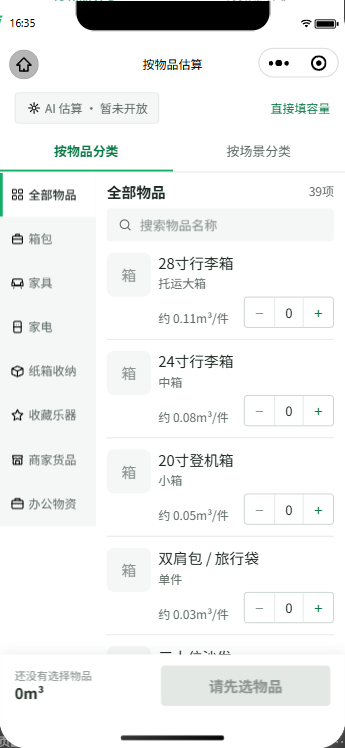 16:35
按物品估算
AI 估算 · 暂未开放
直接填容量
按物品分类
按场景分类
全部物品
箱包
家具
家电
纸箱收纳
收藏乐器
商家货品
办公物资
全部物品
39项
搜索物品名称
箱
28寸行李箱
托运大箱
约 0.11m³/件
− 0 +
箱
24寸行李箱
中箱
约 0.08m³/件
− 0 +
箱
20寸登机箱
小箱
约 0.05m³/件
− 0 +
箱
双肩包 / 旅行袋
单件
约 0.03m³/件
− 0 +
还没有选择物品
0m³
请先选物品